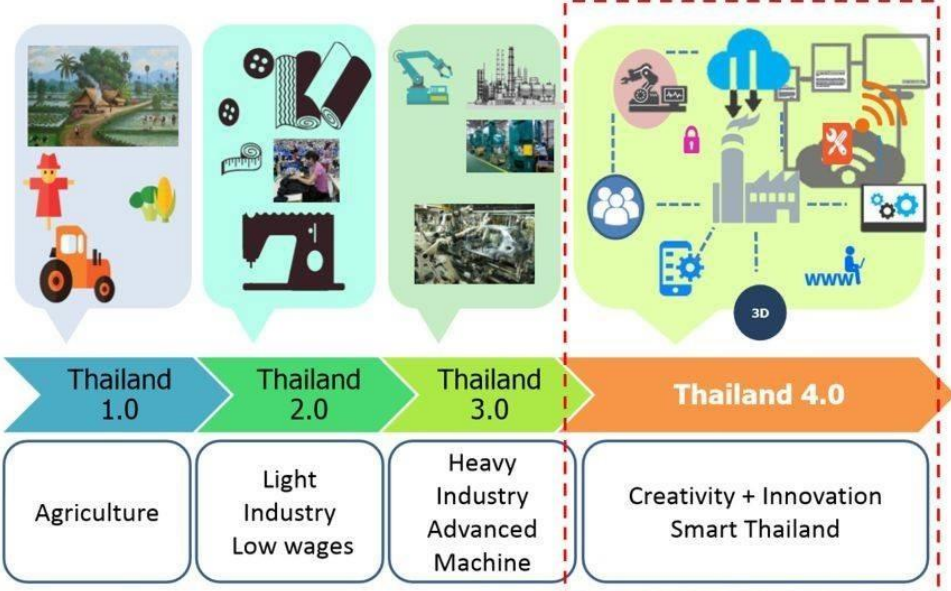 www
3D
Thailand
1.0
Thailand
2.0
Thailand
3.0
Thailand 4.0
Agriculture
Light
Industry
Low wages
Heavy
Industry
Advanced
Machine
Creativity + Innovation
Smart Thailand